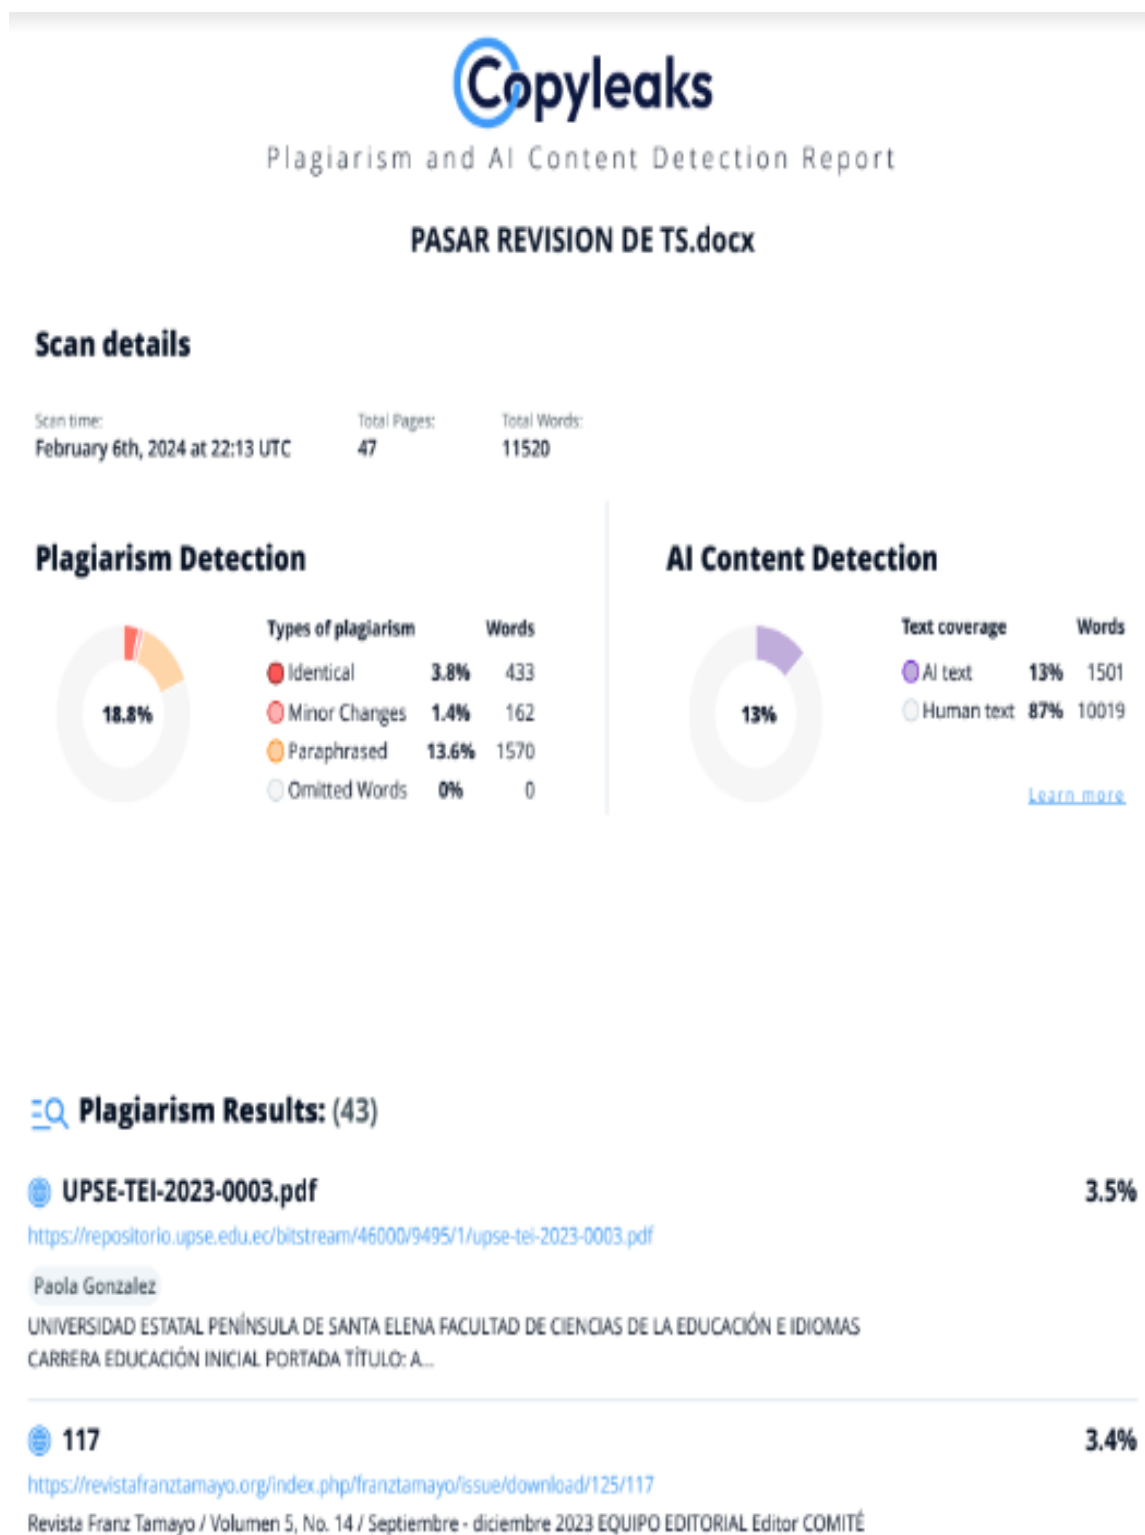 Copyleaks
Plagiarism and AI Content Detection Report
PASAR REVISION DE TS.docx
Scan details
Scan time: Total Pages: Total Words:
February 6th, 2024 at 22:13 UTC 47 11520
Plagiarism Detection
18.8%
Types of plagiarism Words
Identical 3.8% 433
Minor Changes 1.4% 162
Paraphrased 13.6% 1570
Omitted Words 0% 0
AI Content Detection
13%
Text coverage Words
AI text 13% 1501
Human text 87% 10019
Learn more
Plagiarism Results: (43)
UPSE-TEI-2023-0003.pdf 3.5%
https://repositorio.upse.edu.ec/bitstream/46000/9495/1/upse-tei-2023-0003.pdf
Paola Gonzalez
UNIVERSIDAD ESTATAL PENÍNSULA DE SANTA ELENA FACULTAD DE CIENCIAS DE LA EDUCACIÓN E IDIOMAS
CARRERA EDUCACIÓN INICIAL PORTADA TÍTULO: A...
117 3.4%
https://revistafranztamayo.org/index.php/franztamayo/issue/download/125/117
Revista Franz Tamayo / Volumen 5, No. 14 / Septiembre - diciembre 2023 EQUIPO EDITORIAL Editor COMITÉ